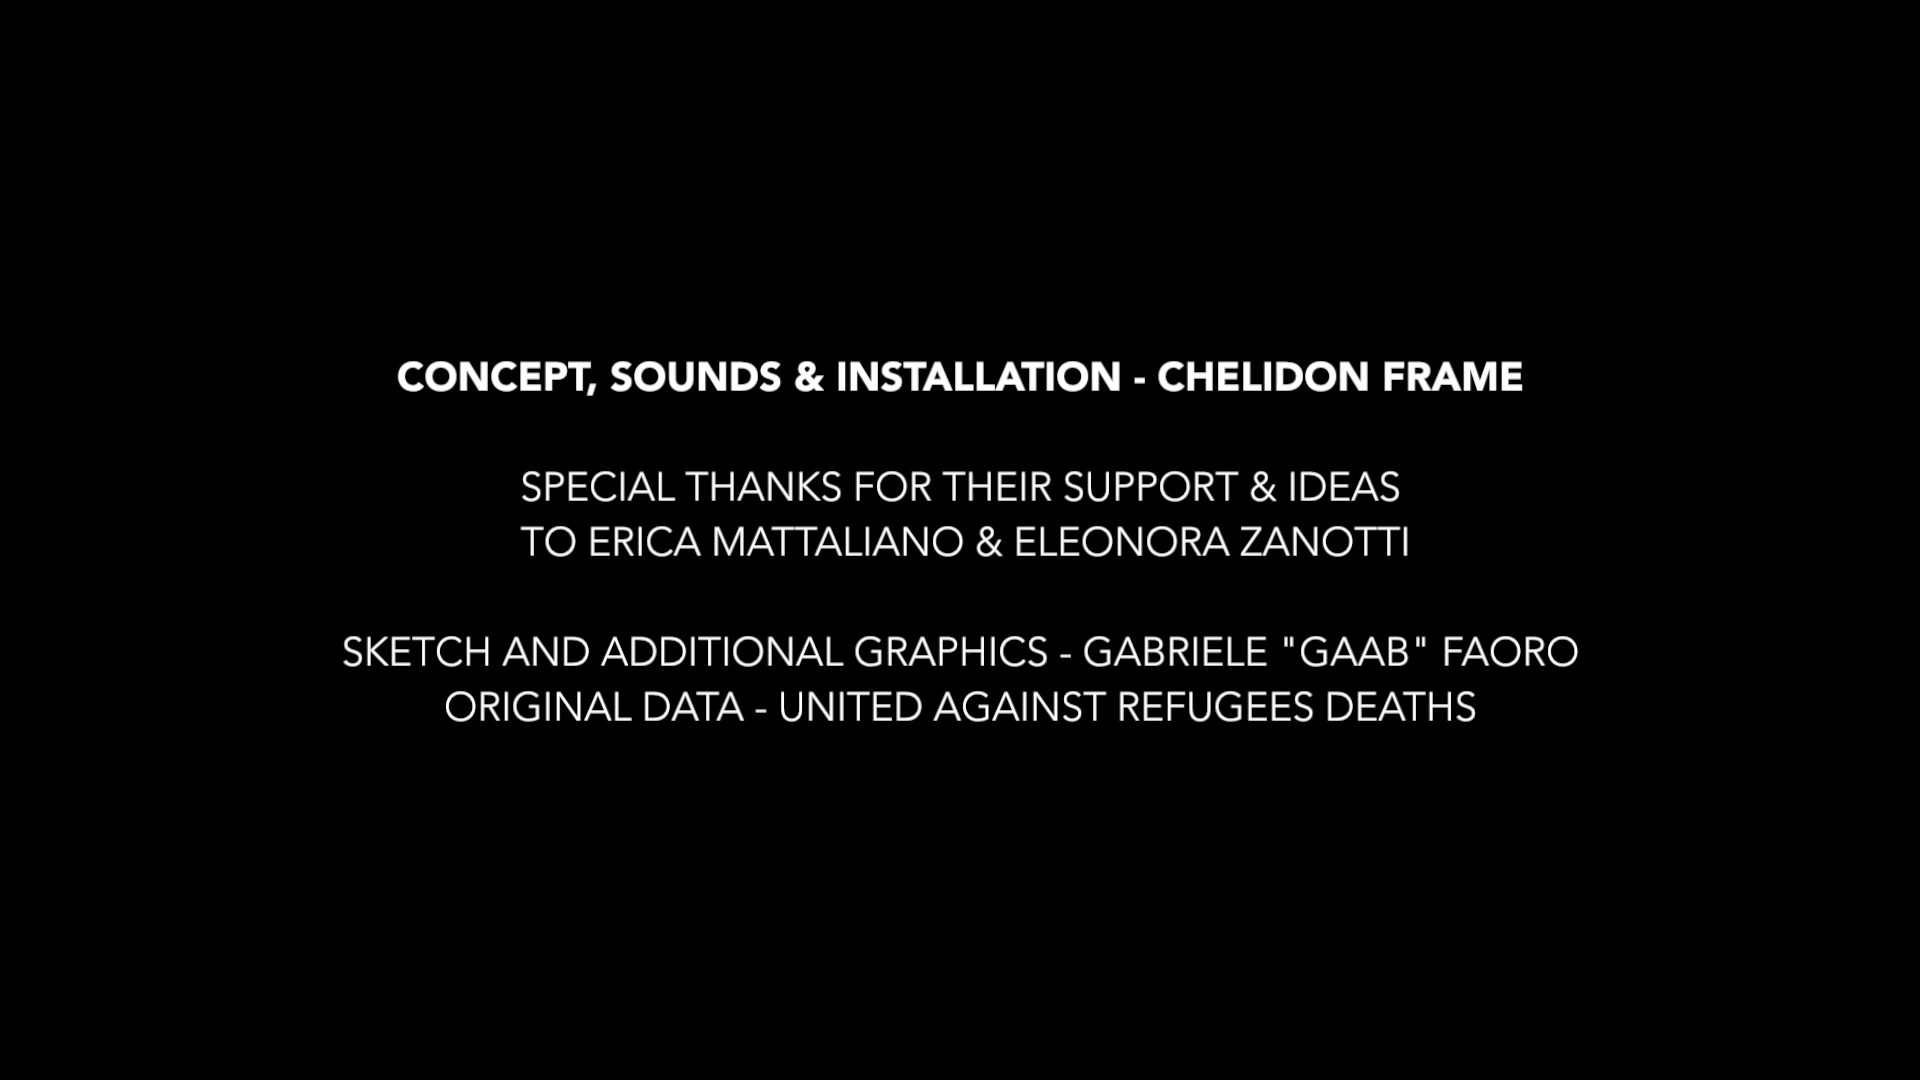 CONCEPT, SOUNDS & INSTALLATION - CHELIDON FRAME
SPECIAL THANKS FOR THEIR SUPPORT & IDEAS
TO ERICA MATTALIANO & ELEONORA ZANOTTI
SKETCH AND ADDITIONAL GRAPHICS - GABRIELE "GAAB" FAORO
ORIGINAL DATA - UNITED AGAINST REFUGEES DEATHS